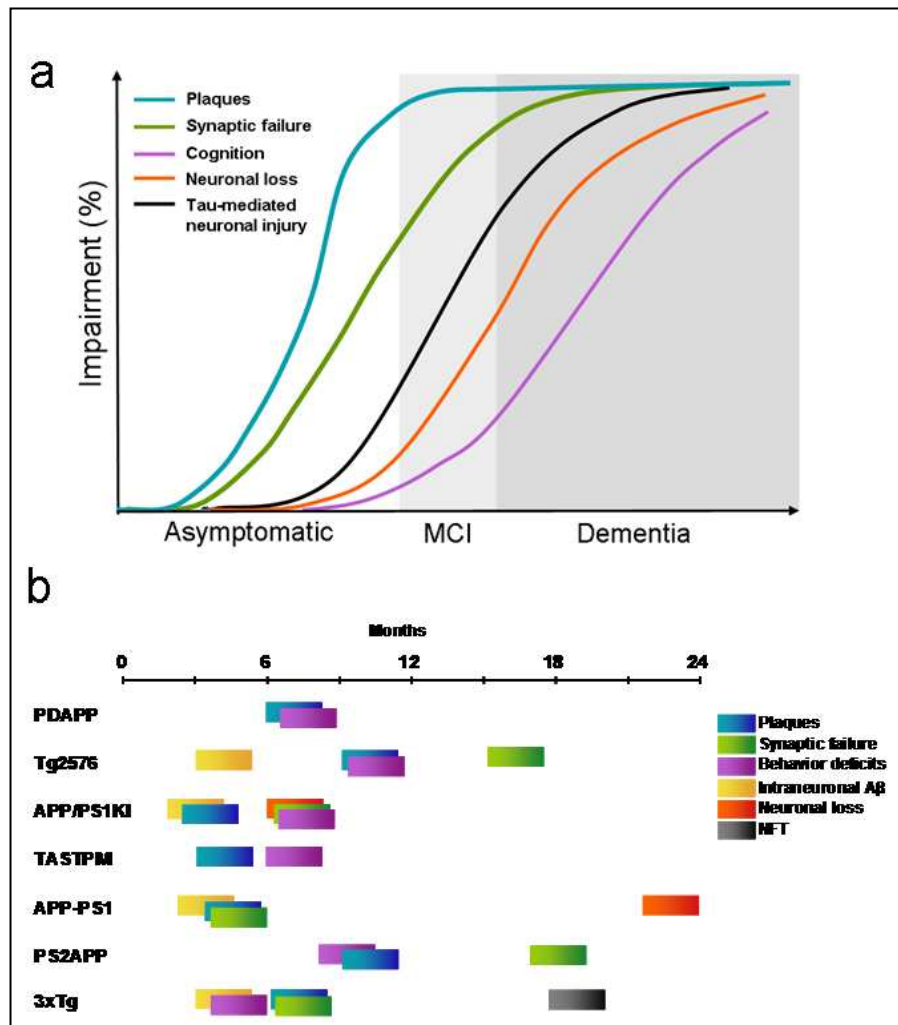 a
Plaques
Synaptic failure
Cognition
Neuronal loss
Tau-mediated
neuronal injury
Impairment (%)
Asymptomatic
MCI
Dementia
b
Months
0 6 12 18 24
PDAPP
Tg2576
APP/PS1KI
TASTPM
APP-PS1
PS2APP
3xTg
Plaques
Synaptic failure
Behavior deficits
Intraneuronal Aβ
Neuronal loss
NFT